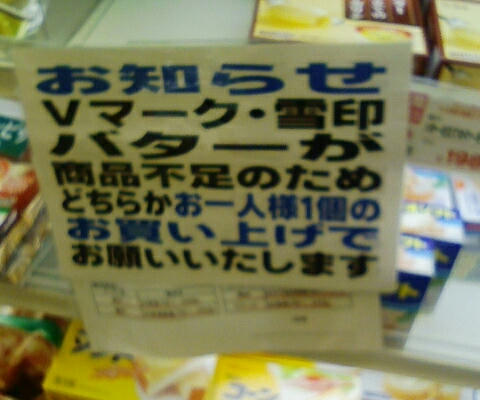 お知らせ
Vマーク・雪印
バターが
商品不足のため
どちらかお一人様1個の
お買い上げで
お願いいたします